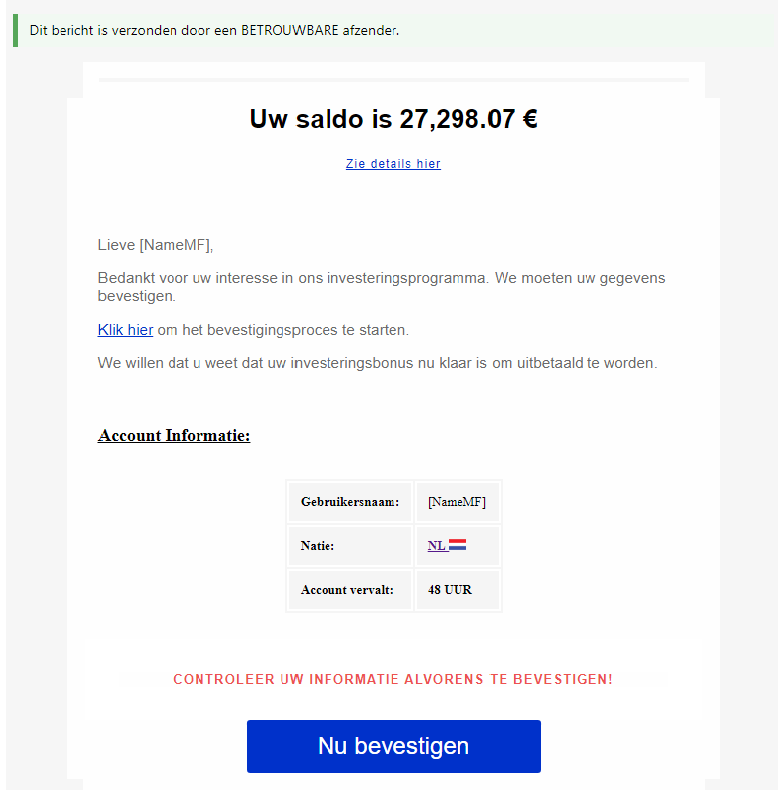 Dit bericht is verzonden door een BETROUWBARE afzender.
Uw saldo is 27,298.07 €
Zie details hier
Lieve [NameMF],
Bedankt voor uw interesse in ons investeringsprogramma. We moeten uw gegevens
bevestigen.
Klik hier om het bevestigingsproces te starten.
We willen dat u weet dat uw investeringsbonus nu klaar is om uitbetaald te worden.
Account Informatie:
Gebruikersnaam: [NameMF]
Natie: NL
Account vervalt: 48 UUR
CONTROLEER UW INFORMATIE ALVORENS TE BEVESTIGEN!
Nu bevestigen